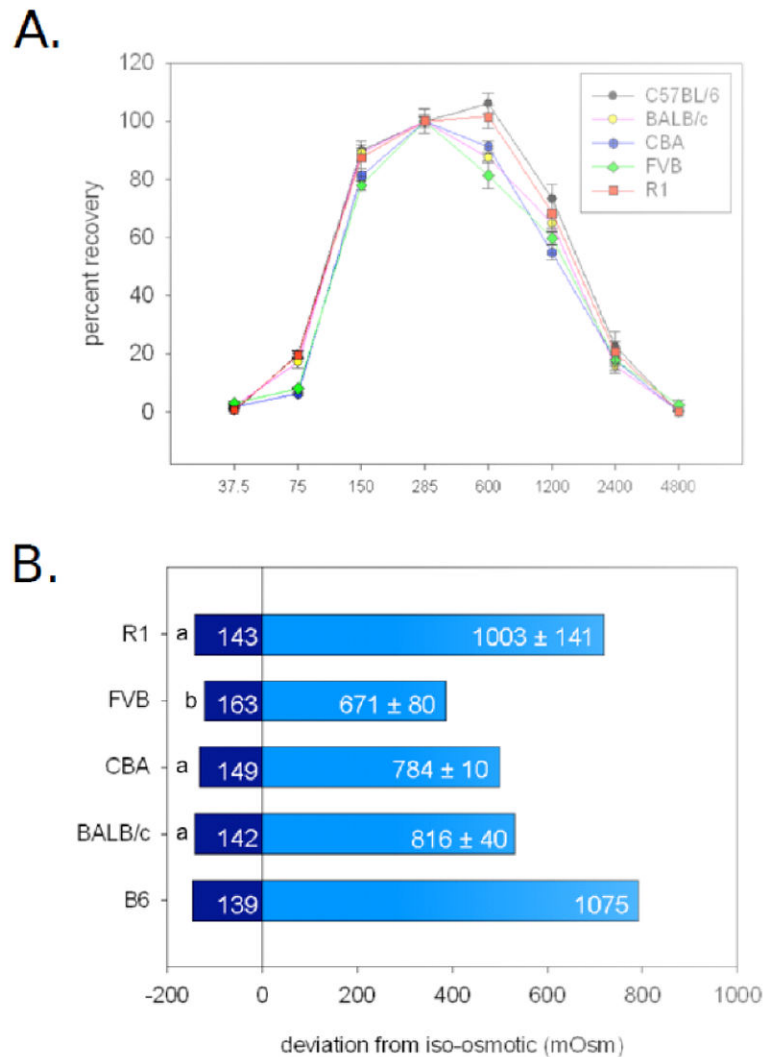 A.
120
100
80
60
40
20
0
percent recovery
C57BL/6
BALB/c
CBA
FVB
R1
37.5 75 150 285 600 1200 2400 4800
B.
R1 a 143 1003 ± 141
FVB b 163 671 ± 80
CBA a 149 784 ± 10
BALB/c a 142 816 ± 40
B6 139 1075
-200 0 200 400 600 800 1000
deviation from iso-osmotic (mOsm)